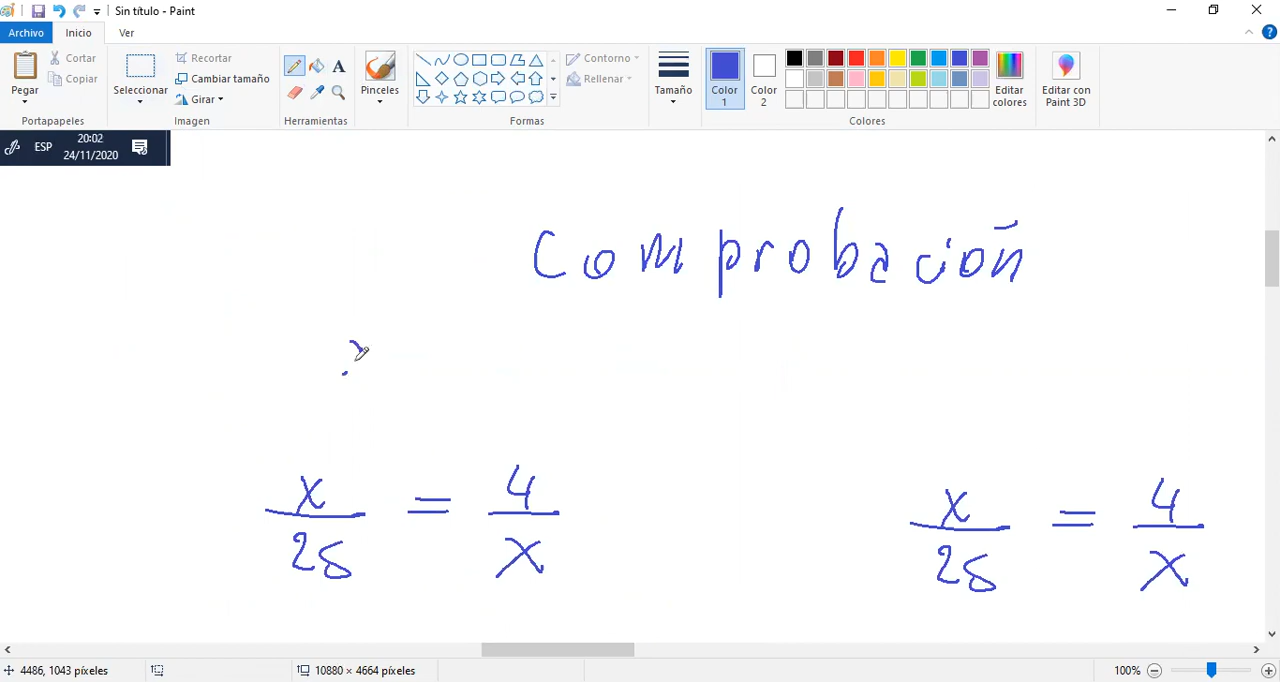 Sin título - Paint
Archivo Inicio Ver
Pegar
Cortar
Copiar
Portapapeles
Seleccionar
Recortar
Cambiar tamaño
Girar
Imagen
A
Herramientas
Pinceles
Contorno
Rellenar
Formas
Tamaño
Color
1
Color
2
Editar
colores
Editar con
Paint 3D
Colores
ESP
20:02
24/11/2020
Comprobación
x/25 = 4/x
x/25 = 4/x
4486, 1043 píxeles
10880 × 4664 píxeles
100%